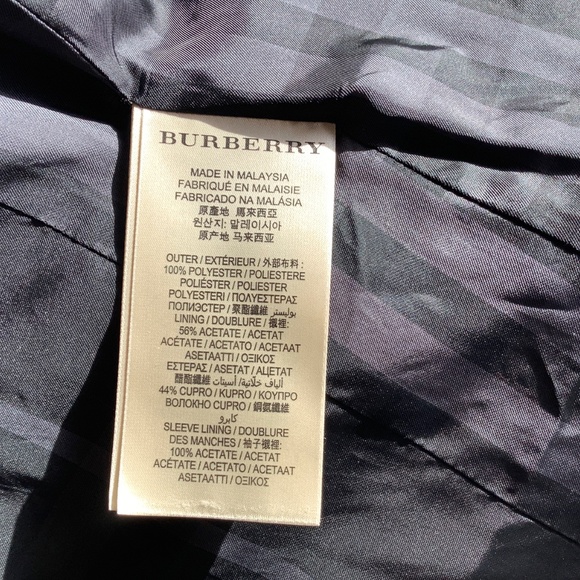 BURBERRY
MADE IN MALAYSIA
FABRIQUÉ EN MALAISIE
FABRICADO NA MALÁSIA
原產地 馬來西亞
원산지: 말레이시아
原产地 马来西亚
OUTER / EXTÉRIEUR / 外部布料 :
100% POLYESTER / POLIESTERE
POLIÉSTER / POLIESTER
POLYESTERI / ΠΟΛΥΕΣΤΕΡΑΣ
ПОЛИЭСТЕР / 聚酯纖維 / بوليستر
LINING / DOUBLURE / 襯裡:
56% ACETATE / ACETAT
ACÉTATE / ACETATO / ACETAAT
ASETAATTI / ΟΞΙΚΟΣ
ΕΣΤΕΡΑΣ / ASETAT / АЦЕТАТ
醋酯纖維 / ألياف خلّاتية / أسيتات
44% CUPRO / KUPRO / ΚΟΥΠΡΟ
ВОЛОКНО CUPRO / 銅氨纖維 /
كابرو
SLEEVE LINING / DOUBLURE
DES MANCHES / 袖子襯裡:
100% ACETATE / ACETAT
ACÉTATE / ACETATO / ACETAAT
ASETAATTI / ΟΞΙΚΟΣ